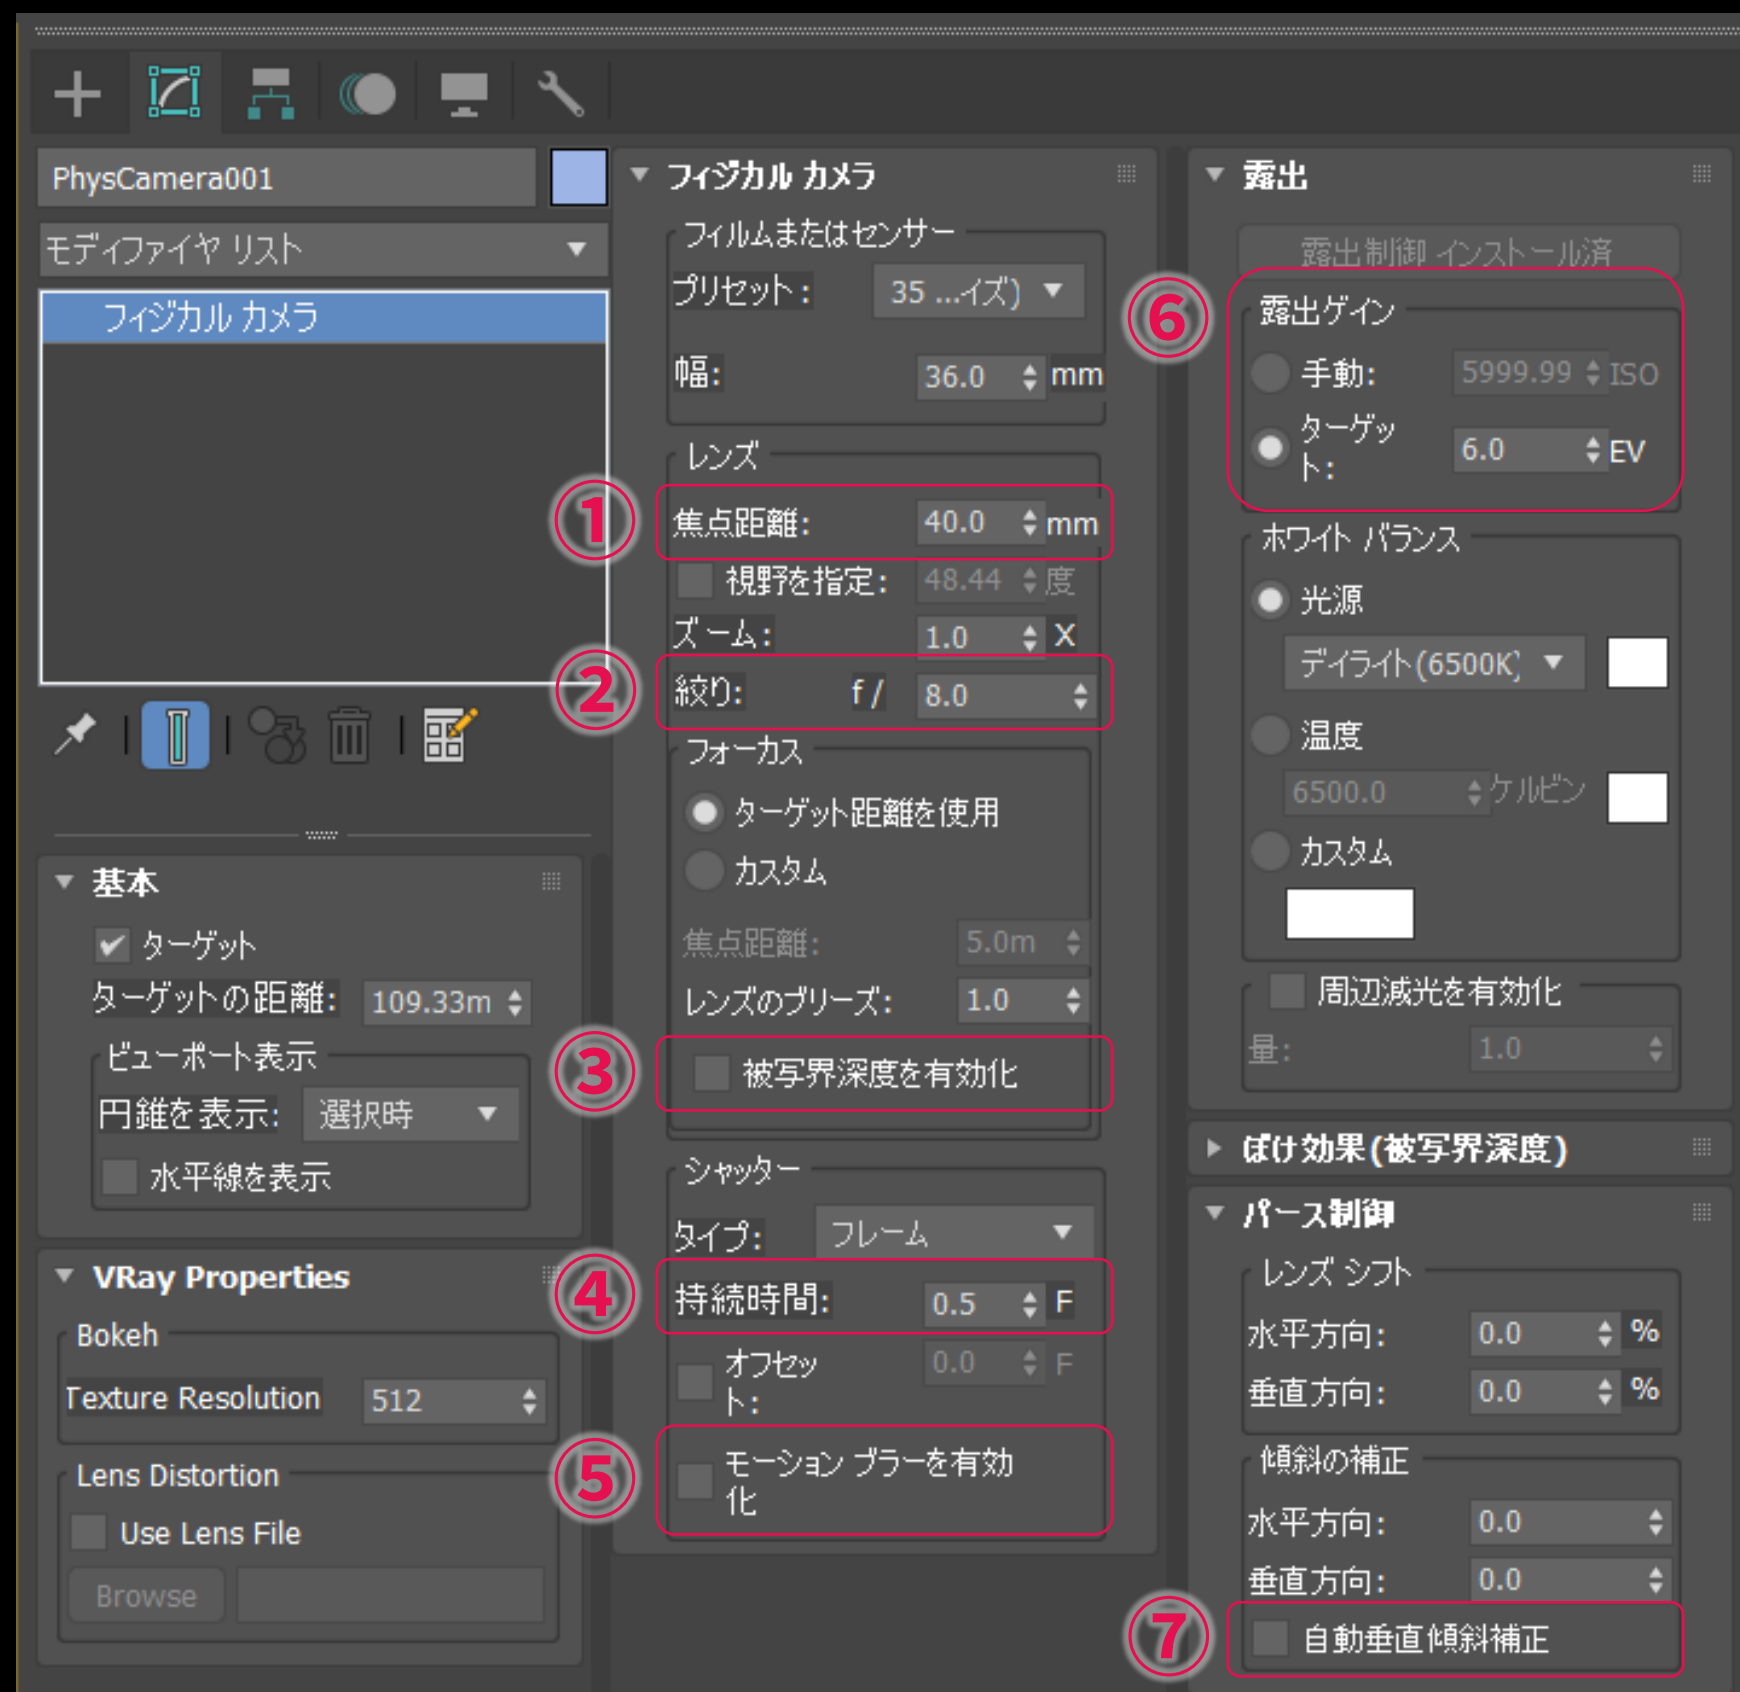 PhysCamera001
モディファイヤ リスト
フィジカル カメラ
基本
ターゲット
ターゲットの距離: 109.33m
ビューポート表示
円錐を表示: 選択時
水平線を表示
VRay Properties
Bokeh
Texture Resolution 512
Lens Distortion
Use Lens File
Browse
フィジカル カメラ
フィルムまたはセンサー
プリセット: 35 ...イズ)
幅: 36.0 mm
レンズ
① 焦点距離: 40.0 mm
視野を指定: 48.44 度
ズーム: 1.0 X
② 絞り: f / 8.0
フォーカス
ターゲット距離を使用
カスタム
焦点距離: 5.0m
レンズのブリーズ: 1.0
③ 被写界深度を有効化
シャッター
タイプ: フレーム
④ 持続時間: 0.5 F
オフセッ
ト: 0.0 F
⑤ モーション ブラーを有効
化
露出
露出制御 インストール済
⑥ 露出ゲイン
手動: 5999.99 ISO
ターゲッ
ト: 6.0 EV
ホワイト バランス
光源
デイライト(6500K)
温度
6500.0 ケルビン
カスタム
周辺減光を有効化
量: 1.0
ぼけ効果(被写界深度)
パース制御
レンズ シフト
水平方向: 0.0 %
垂直方向: 0.0 %
傾斜の補正
水平方向: 0.0
垂直方向: 0.0
⑦ 自動垂直傾斜補正